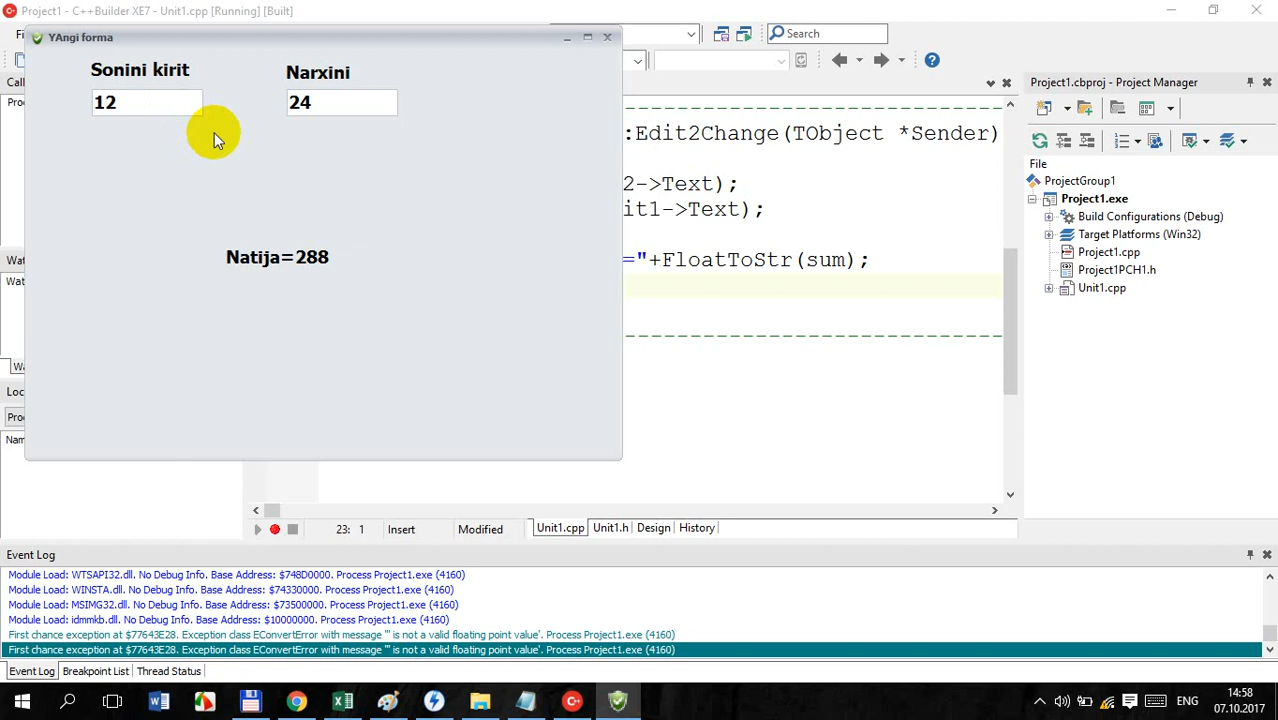 Project1 - C++Builder XE7 - Unit1.cpp [Running] [Built]
YAngi forma
Search
Sonini kirit
Narxini
12
24
Natija=288
:Edit2Change(TObject *Sender)
2->Text);
it1->Text);
="+FloatToStr(sum);
Project1.cbproj - Project Manager
File
ProjectGroup1
Project1.exe
Build Configurations (Debug)
Target Platforms (Win32)
Project1.cpp
Project1PCH1.h
Unit1.cpp
23: 1
Insert
Modified
Unit1.cpp
Unit1.h
Design
History
Event Log
Module Load: WTSAPI32.dll. No Debug Info. Base Address: $748D0000. Process Project1.exe (4160)
Module Load: WINSTA.dll. No Debug Info. Base Address: $74330000. Process Project1.exe (4160)
Module Load: MSIMG32.dll. No Debug Info. Base Address: $73500000. Process Project1.exe (4160)
Module Load: idmmkb.dll. No Debug Info. Base Address: $10000000. Process Project1.exe (4160)
First chance exception at $77643E28. Exception class EConvertError with message '' is not a valid floating point value'. Process Project1.exe (4160)
First chance exception at $77643E28. Exception class EConvertError with message '' is not a valid floating point value'. Process Project1.exe (4160)
Event Log
Breakpoint List
Thread Status
ENG
14:58
07.10.2017